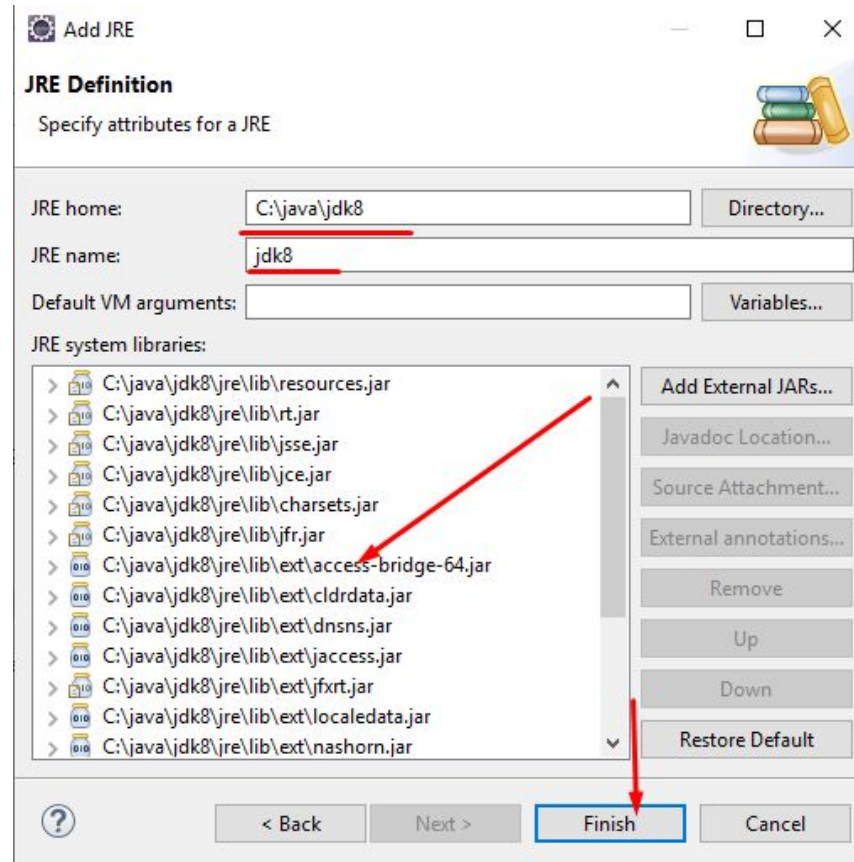 Add JRE
JRE Definition
Specify attributes for a JRE
JRE home: C:\java\jdk8 Directory...
JRE name: jdk8
Default VM arguments: Variables...
JRE system libraries:
C:\java\jdk8\jre\lib\resources.jar
C:\java\jdk8\jre\lib\rt.jar
C:\java\jdk8\jre\lib\jsse.jar
C:\java\jdk8\jre\lib\jce.jar
C:\java\jdk8\jre\lib\charsets.jar
C:\java\jdk8\jre\lib\jfr.jar
C:\java\jdk8\jre\lib\ext\access-bridge-64.jar
C:\java\jdk8\jre\lib\ext\cldrdata.jar
C:\java\jdk8\jre\lib\ext\dnsns.jar
C:\java\jdk8\jre\lib\ext\jaccess.jar
C:\java\jdk8\jre\lib\ext\jfxrt.jar
C:\java\jdk8\jre\lib\ext\localedata.jar
C:\java\jdk8\jre\lib\ext\nashorn.jar
Add External JARs...
Javadoc Location...
Source Attachment...
External annotations...
Remove
Up
Down
Restore Default
? < Back Next > Finish Cancel